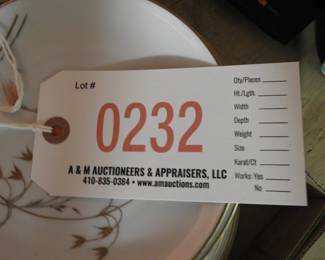 Lot #
0232
A & M AUCTIONEERS & APPRAISERS, LLC
410-835-0384 • www.amauctions.com
Qty/Pieces
Ht./Lgth.
Width
Depth
Weight
Size
Karat/Ct
Works: Yes
No